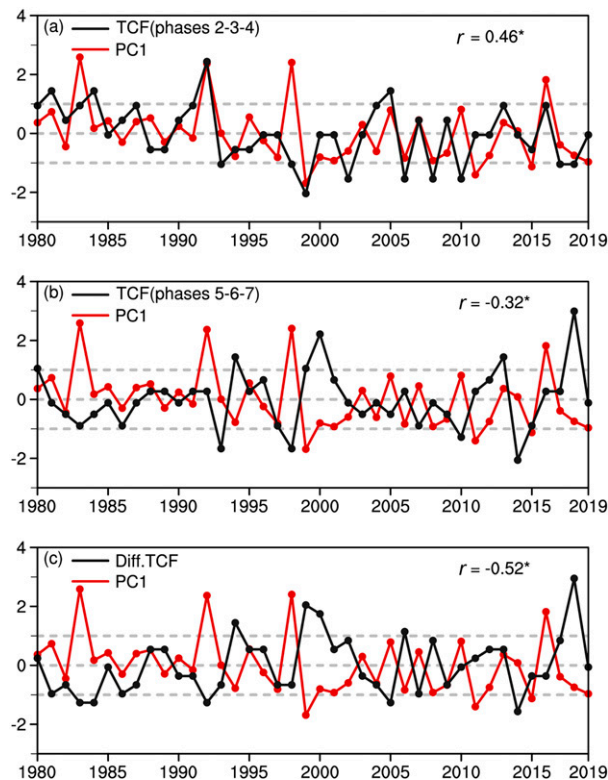 (a) TCF(phases 2-3-4)
PC1
r = 0.46*
4
2
0
-2
1980 1985 1990 1995 2000 2005 2010 2015 2019
(b) TCF(phases 5-6-7)
PC1
r = -0.32*
4
2
0
-2
1980 1985 1990 1995 2000 2005 2010 2015 2019
(c) Diff.TCF
PC1
r = -0.52*
4
2
0
-2
1980 1985 1990 1995 2000 2005 2010 2015 2019